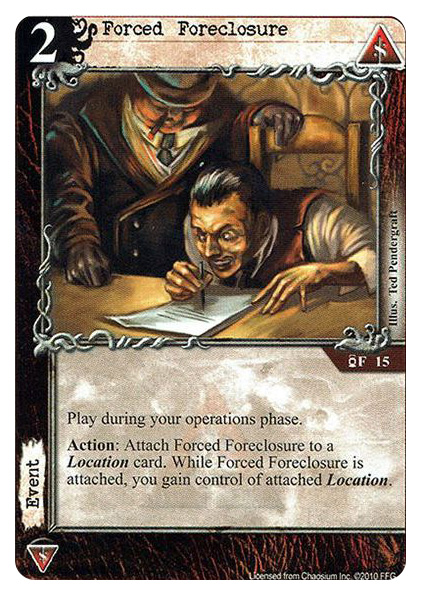 2
Forced Foreclosure
Illus. Ted Pendergraft
F 15
Play during your operations phase.
Action: Attach Forced Foreclosure to a
Location card. While Forced Foreclosure is
attached, you gain control of attached Location.
Event
Licensed from Chaosium Inc. ©2010 FFG